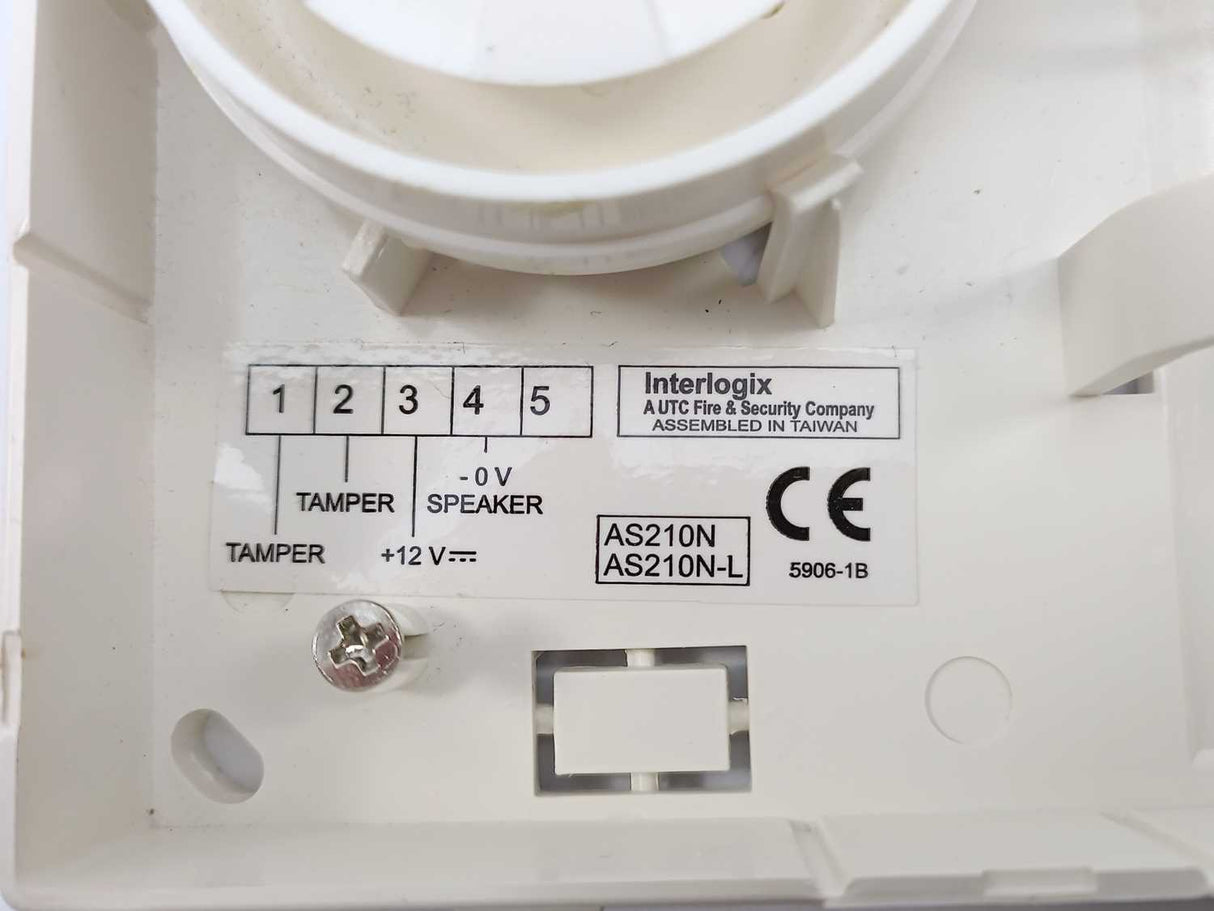 1 2 3 4 5
- 0 V
TAMPER SPEAKER
TAMPER +12 V
Interlogix
A UTC Fire & Security Company
ASSEMBLED IN TAIWAN
CE
AS210N
AS210N-L
5906-1B